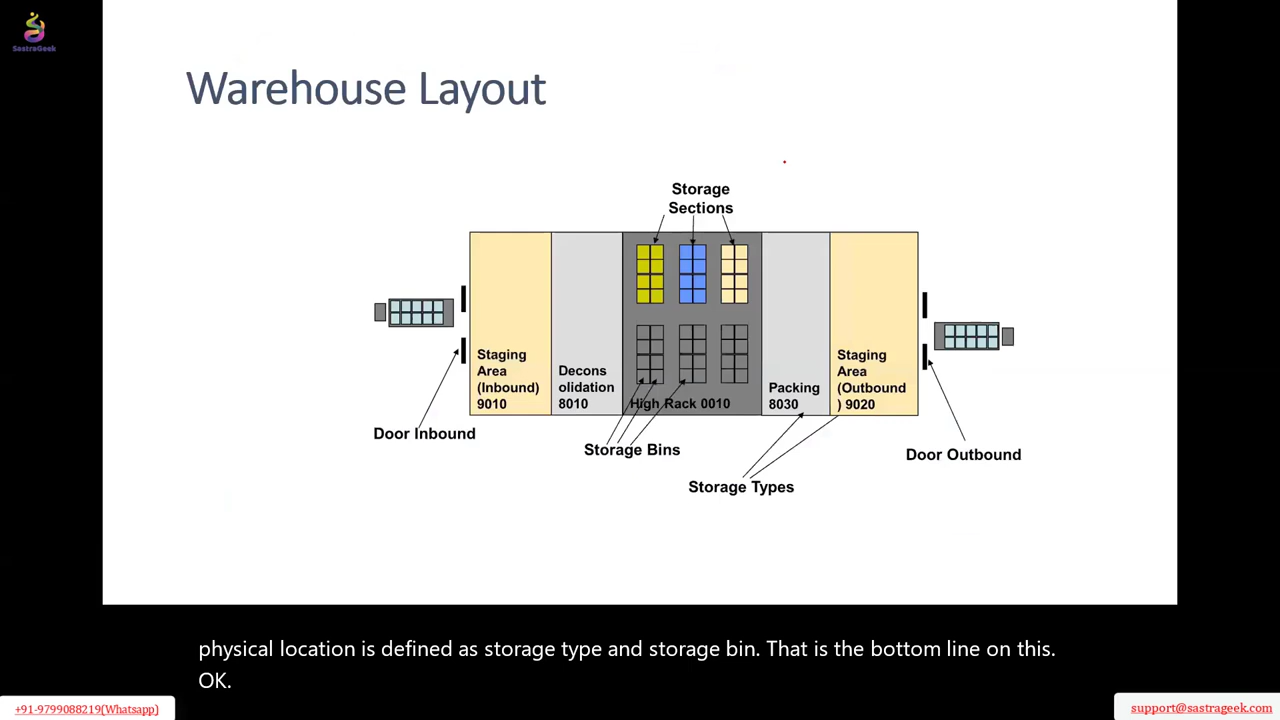 SastraGeek
Warehouse Layout
Storage
Sections
Staging
Area
(Inbound)
9010
Decons
olidation
8010
High Rack 0010
Packing
8030
Staging
Area
(Outbound
) 9020
Door Inbound
Storage Bins
Storage Types
Door Outbound
physical location is defined as storage type and storage bin. That is the bottom line on this.
OK.
+91-9799088219(Whatsapp)
support@sastrageek.com